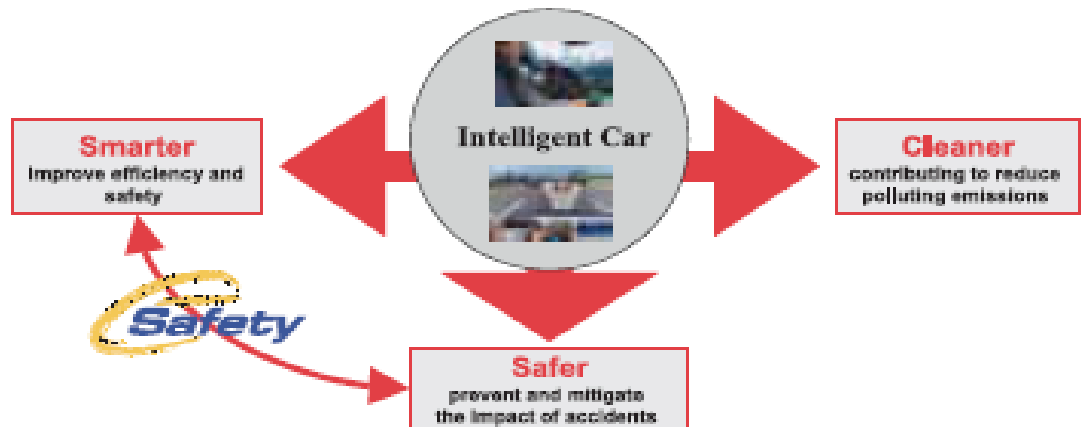 Intelligent Car
Smarter
improve efficiency and
safety
Cleaner
contributing to reduce
polluting emissions
eSafety
Safer
prevent and mitigate
the impact of accidents